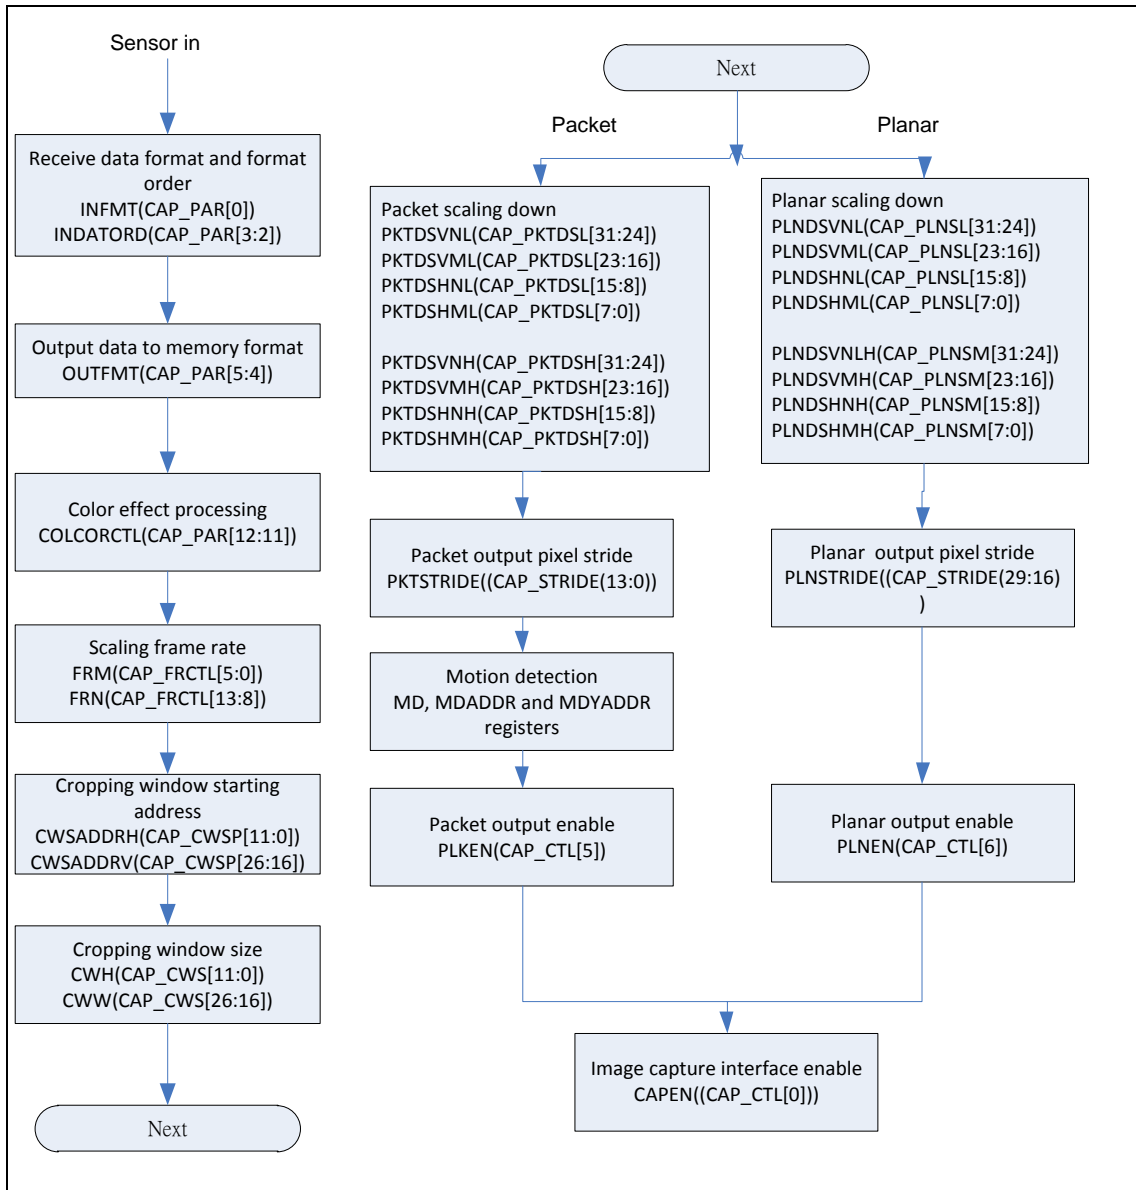 Sensor in
Receive data format and format
order
INFMT(CAP_PAR[0])
INDATORD(CAP_PAR[3:2])
Output data to memory format
OUTFMT(CAP_PAR[5:4])
Color effect processing
COLCORCTL(CAP_PAR[12:11])
Scaling frame rate
FRM(CAP_FRCTL[5:0])
FRN(CAP_FRCTL[13:8])
Cropping window starting
address
CWSADDRH(CAP_CWSP[11:0])
CWSADDRV(CAP_CWSP[26:16])
Cropping window size
CWH(CAP_CWS[11:0])
CWW(CAP_CWS[26:16])
Next
Next
Packet
Planar
Packet scaling down
PKTDSVNL(CAP_PKTDSL[31:24])
PKTDSVML(CAP_PKTDSL[23:16])
PKTDSHNL(CAP_PKTDSL[15:8])
PKTDSHML(CAP_PKTDSL[7:0])
PKTDSVNH(CAP_PKTDSH[31:24])
PKTDSVMH(CAP_PKTDSH[23:16])
PKTDSHNH(CAP_PKTDSH[15:8])
PKTDSHMH(CAP_PKTDSH[7:0])
Packet output pixel stride
PKTSTRIDE((CAP_STRIDE(13:0))
Motion detection
MD, MDADDR and MDYADDR
registers
Packet output enable
PLKEN(CAP_CTL[5])
Planar scaling down
PLNDSVNL(CAP_PLNSL[31:24])
PLNDSVML(CAP_PLNSL[23:16])
PLNDSHNL(CAP_PLNSL[15:8])
PLNDSHML(CAP_PLNSL[7:0])
PLNDSVNLH(CAP_PLNSM[31:24])
PLNDSVMH(CAP_PLNSM[23:16])
PLNDSHNH(CAP_PLNSM[15:8])
PLNDSHMH(CAP_PLNSM[7:0])
Planar  output pixel stride
PLNSTRIDE((CAP_STRIDE(29:16)
)
Planar output enable
PLNEN(CAP_CTL[6])
Image capture interface enable
CAPEN((CAP_CTL[0]))